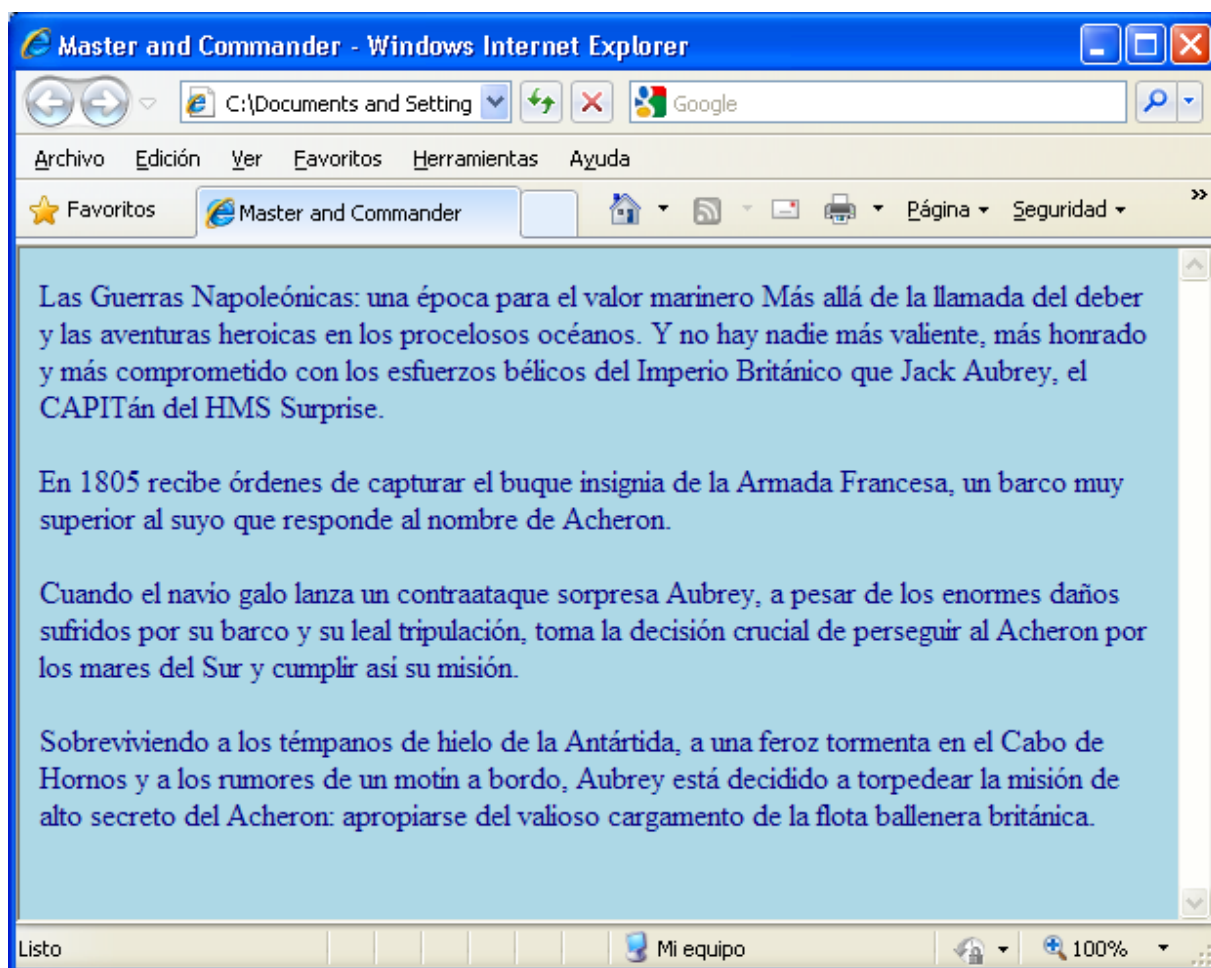 Master and Commander - Windows Internet Explorer
C:\Documents and Setting Google
Archivo Edición Ver Favoritos Herramientas Ayuda
Favoritos Master and Commander Página Seguridad »
Las Guerras Napoleónicas: una época para el valor marinero Más allá de la llamada del deber
y las aventuras heroicas en los procelosos océanos. Y no hay nadie más valiente, más honrado
y más comprometido con los esfuerzos bélicos del Imperio Británico que Jack Aubrey, el
CAPITán del HMS Surprise.
En 1805 recibe órdenes de capturar el buque insignia de la Armada Francesa, un barco muy
superior al suyo que responde al nombre de Acheron.
Cuando el navío galo lanza un contraataque sorpresa Aubrey, a pesar de los enormes daños
sufridos por su barco y su leal tripulación, toma la decisión crucial de perseguir al Acheron por
los mares del Sur y cumplir así su misión.
Sobreviviendo a los témpanos de hielo de la Antártida, a una feroz tormenta en el Cabo de
Hornos y a los rumores de un motín a bordo, Aubrey está decidido a torpedear la misión de
alto secreto del Acheron: apropiarse del valioso cargamento de la flota ballenera británica.
Listo Mi equipo 100%